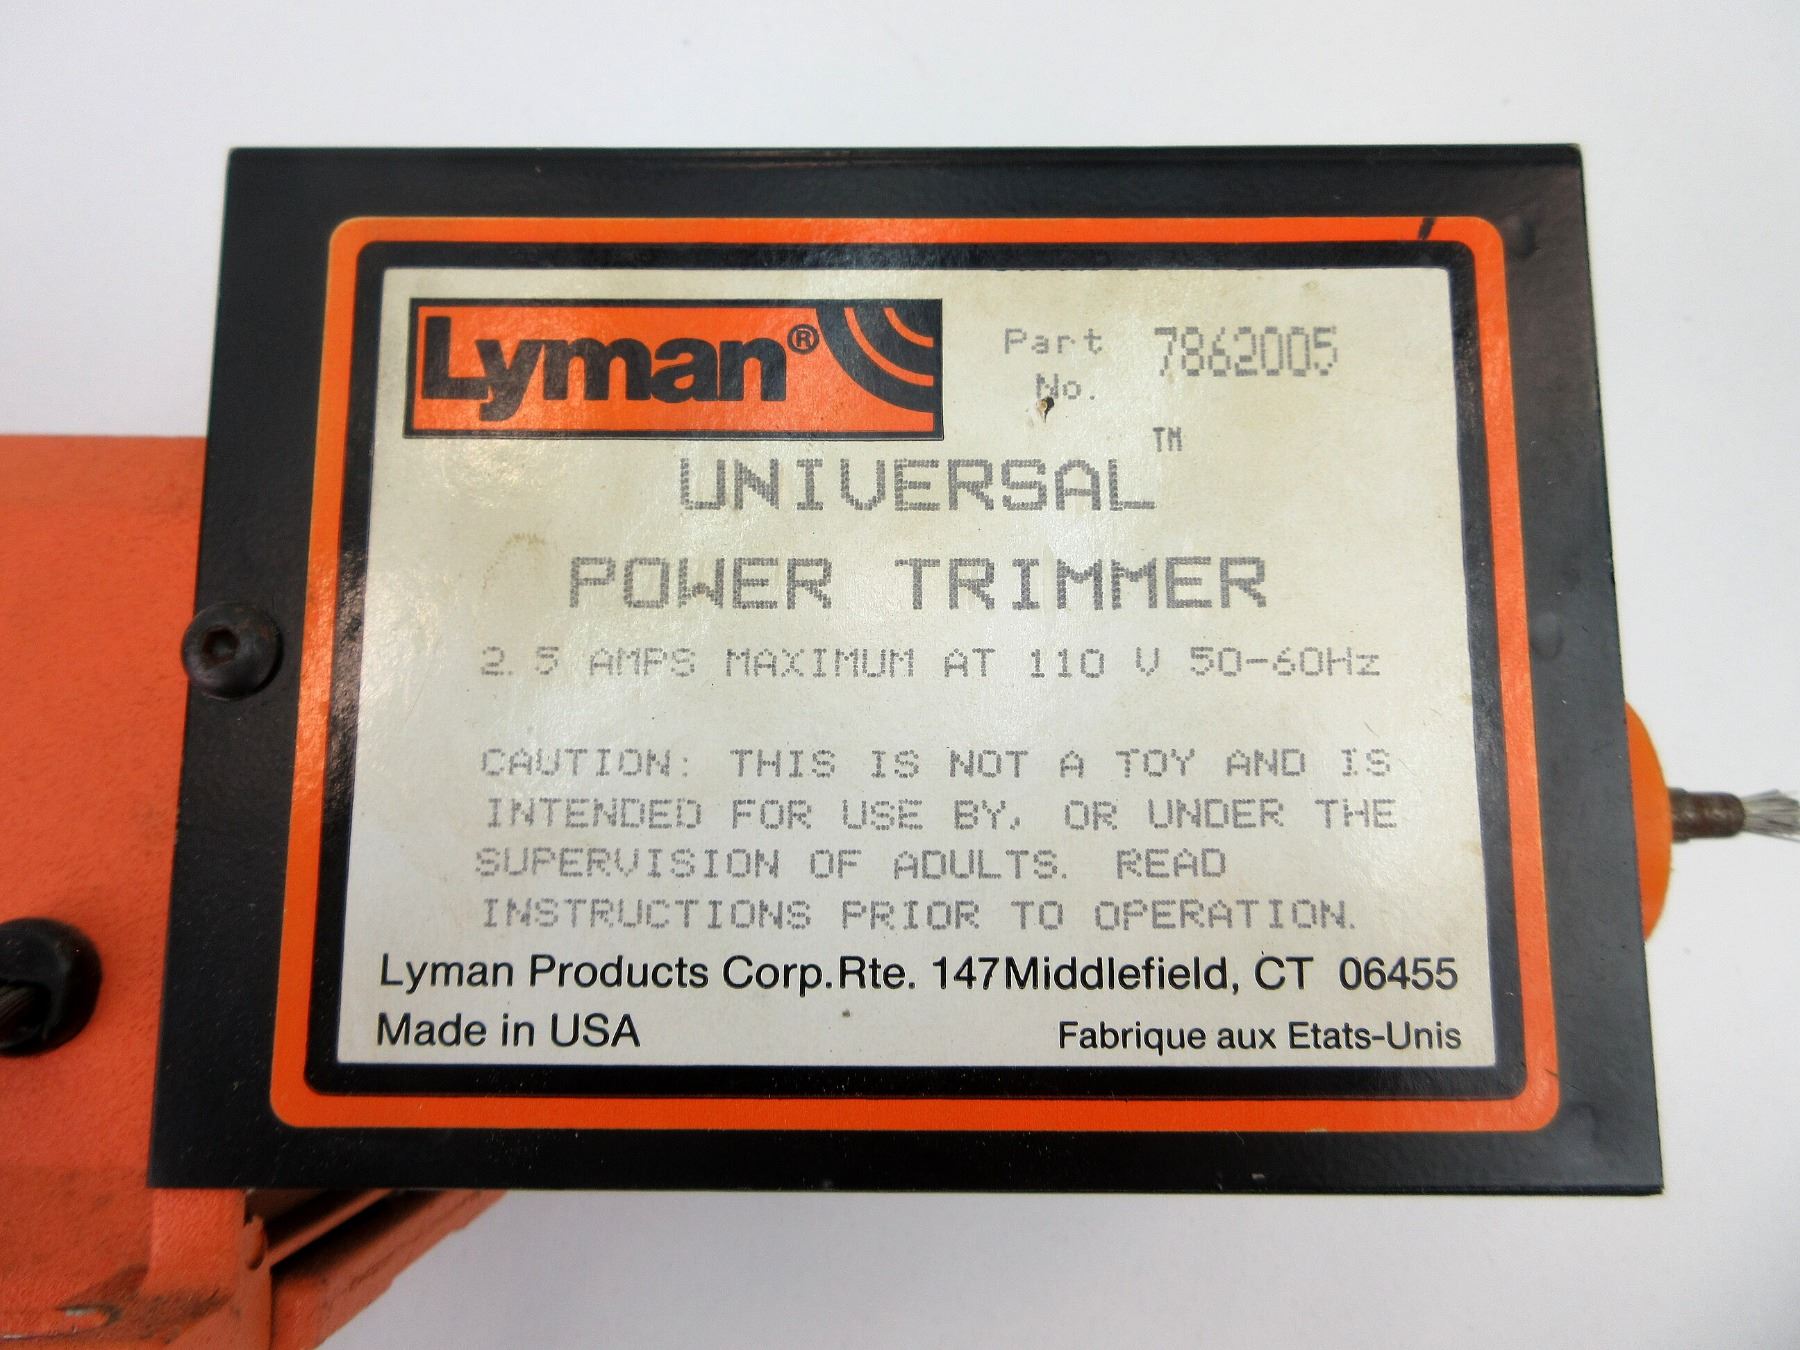 Lyman®
Part No. 7862005
UNIVERSAL™
POWER TRIMMER
2.5 AMPS MAXIMUM AT 110 V 50-60Hz
CAUTION: THIS IS NOT A TOY AND IS
INTENDED FOR USE BY, OR UNDER THE
SUPERVISION OF ADULTS. READ
INSTRUCTIONS PRIOR TO OPERATION.
Lyman Products Corp.Rte. 147Middlefield, CT 06455
Made in USA Fabrique aux Etats-Unis